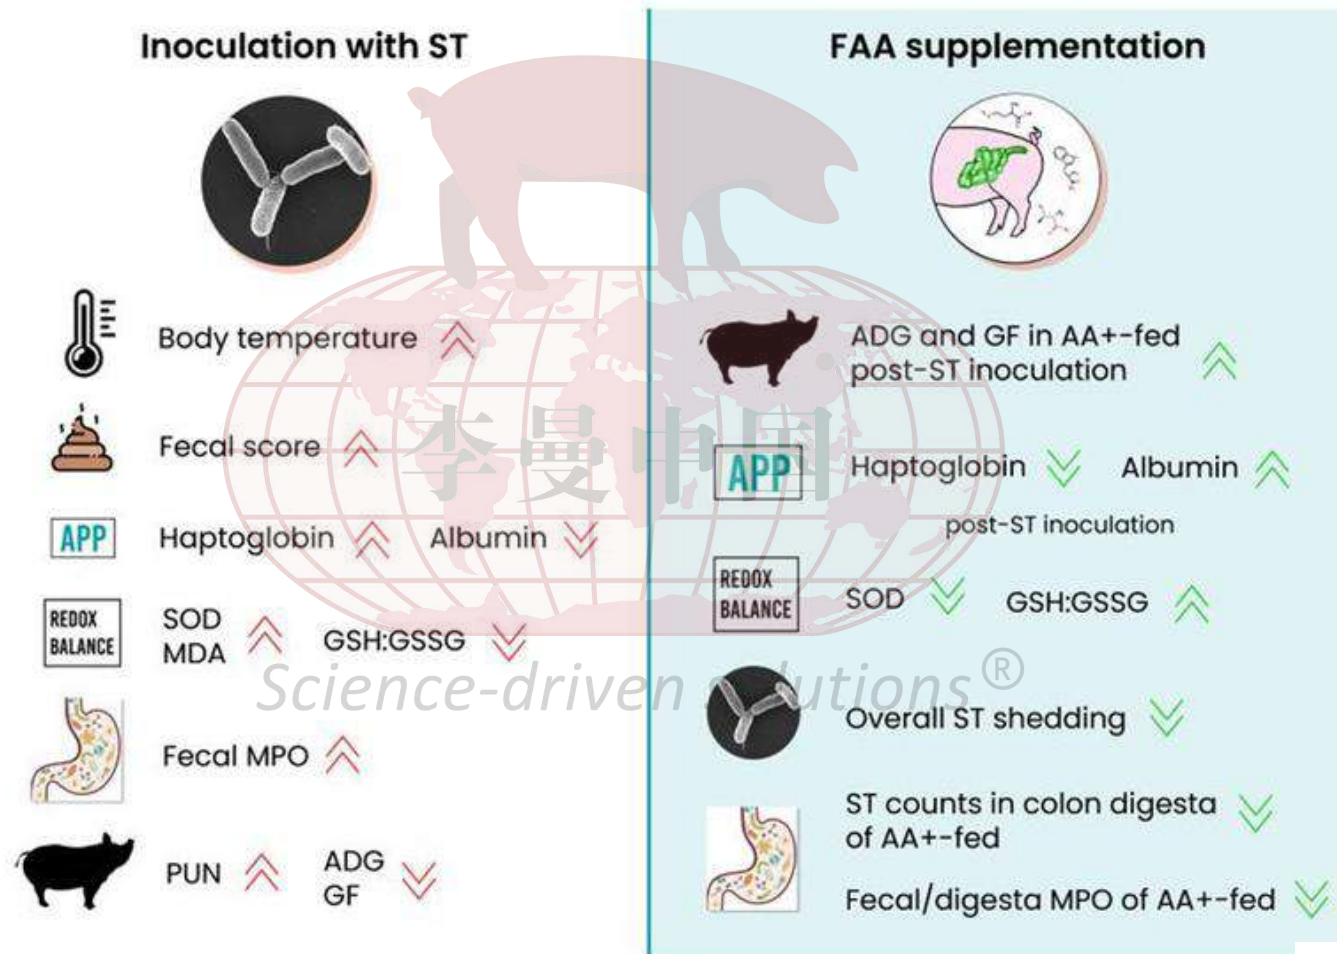 Inoculation with ST
Body temperature
Fecal score
APP
Haptoglobin
Albumin
REDOX
BALANCE
SOD
MDA
GSH:GSSG
Fecal MPO
PUN
ADG
GF
FAA supplementation
ADG and GF in AA+-fed
post-ST inoculation
APP
Haptoglobin
Albumin
post-ST inoculation
REDOX
BALANCE
SOD
GSH:GSSG
Overall ST shedding
ST counts in colon digesta
of AA+-fed
Fecal/digesta MPO of AA+-fed
李曼中国
Science-driven utions®